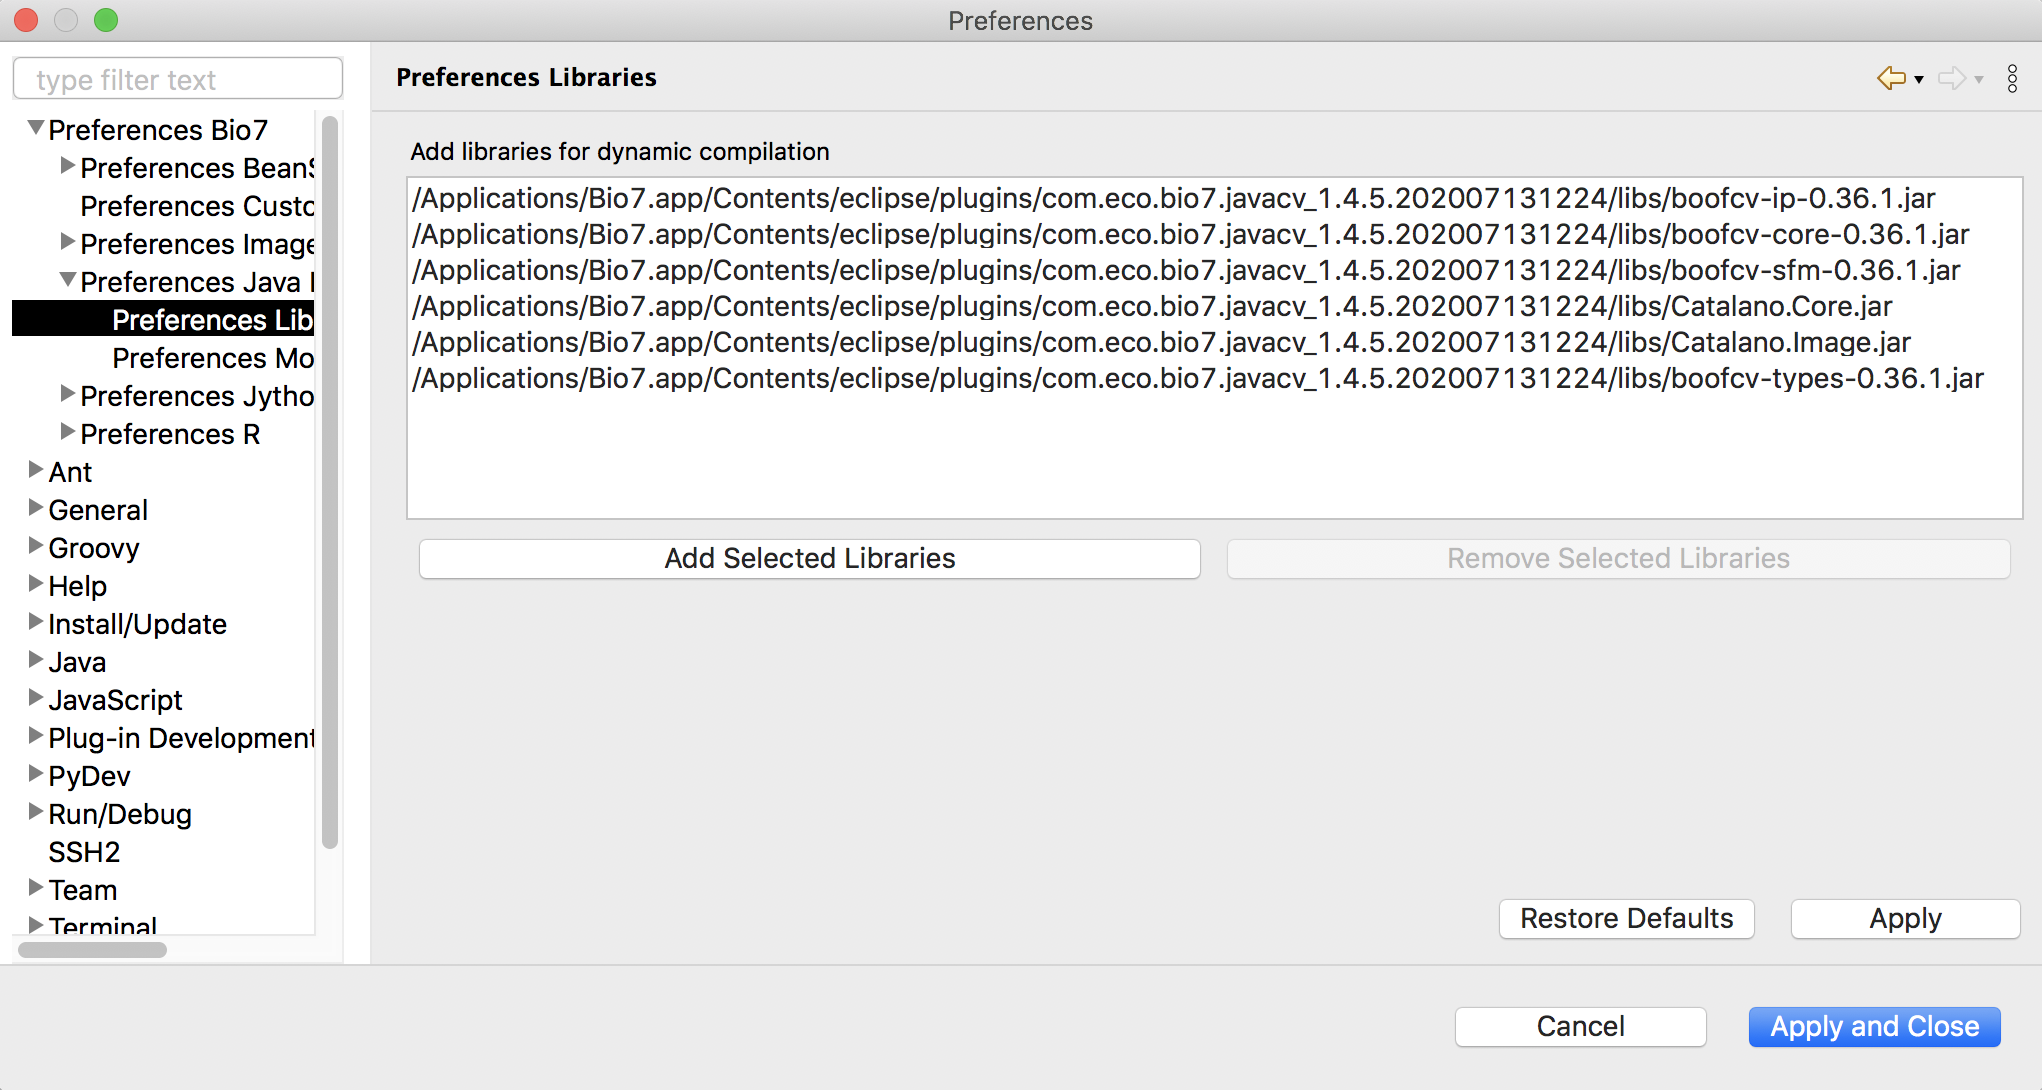 Preferences
type filter text
Preferences Bio7
Preferences Bean
Preferences Custo
Preferences Image
Preferences Java
Preferences Lib
Preferences Mo
Preferences Jytho
Preferences R
Ant
General
Groovy
Help
Install/Update
Java
JavaScript
Plug-in Development
PyDev
Run/Debug
SSH2
Team
Terminal
Preferences Libraries
Add libraries for dynamic compilation
/Applications/Bio7.app/Contents/eclipse/plugins/com.eco.bio7.javacv_1.4.5.202007131224/libs/boofcv-ip-0.36.1.jar
/Applications/Bio7.app/Contents/eclipse/plugins/com.eco.bio7.javacv_1.4.5.202007131224/libs/boofcv-core-0.36.1.jar
/Applications/Bio7.app/Contents/eclipse/plugins/com.eco.bio7.javacv_1.4.5.202007131224/libs/boofcv-sfm-0.36.1.jar
/Applications/Bio7.app/Contents/eclipse/plugins/com.eco.bio7.javacv_1.4.5.202007131224/libs/Catalano.Core.jar
/Applications/Bio7.app/Contents/eclipse/plugins/com.eco.bio7.javacv_1.4.5.202007131224/libs/Catalano.Image.jar
/Applications/Bio7.app/Contents/eclipse/plugins/com.eco.bio7.javacv_1.4.5.202007131224/libs/boofcv-types-0.36.1.jar
Add Selected Libraries
Remove Selected Libraries
Restore Defaults
Apply
Cancel
Apply and Close